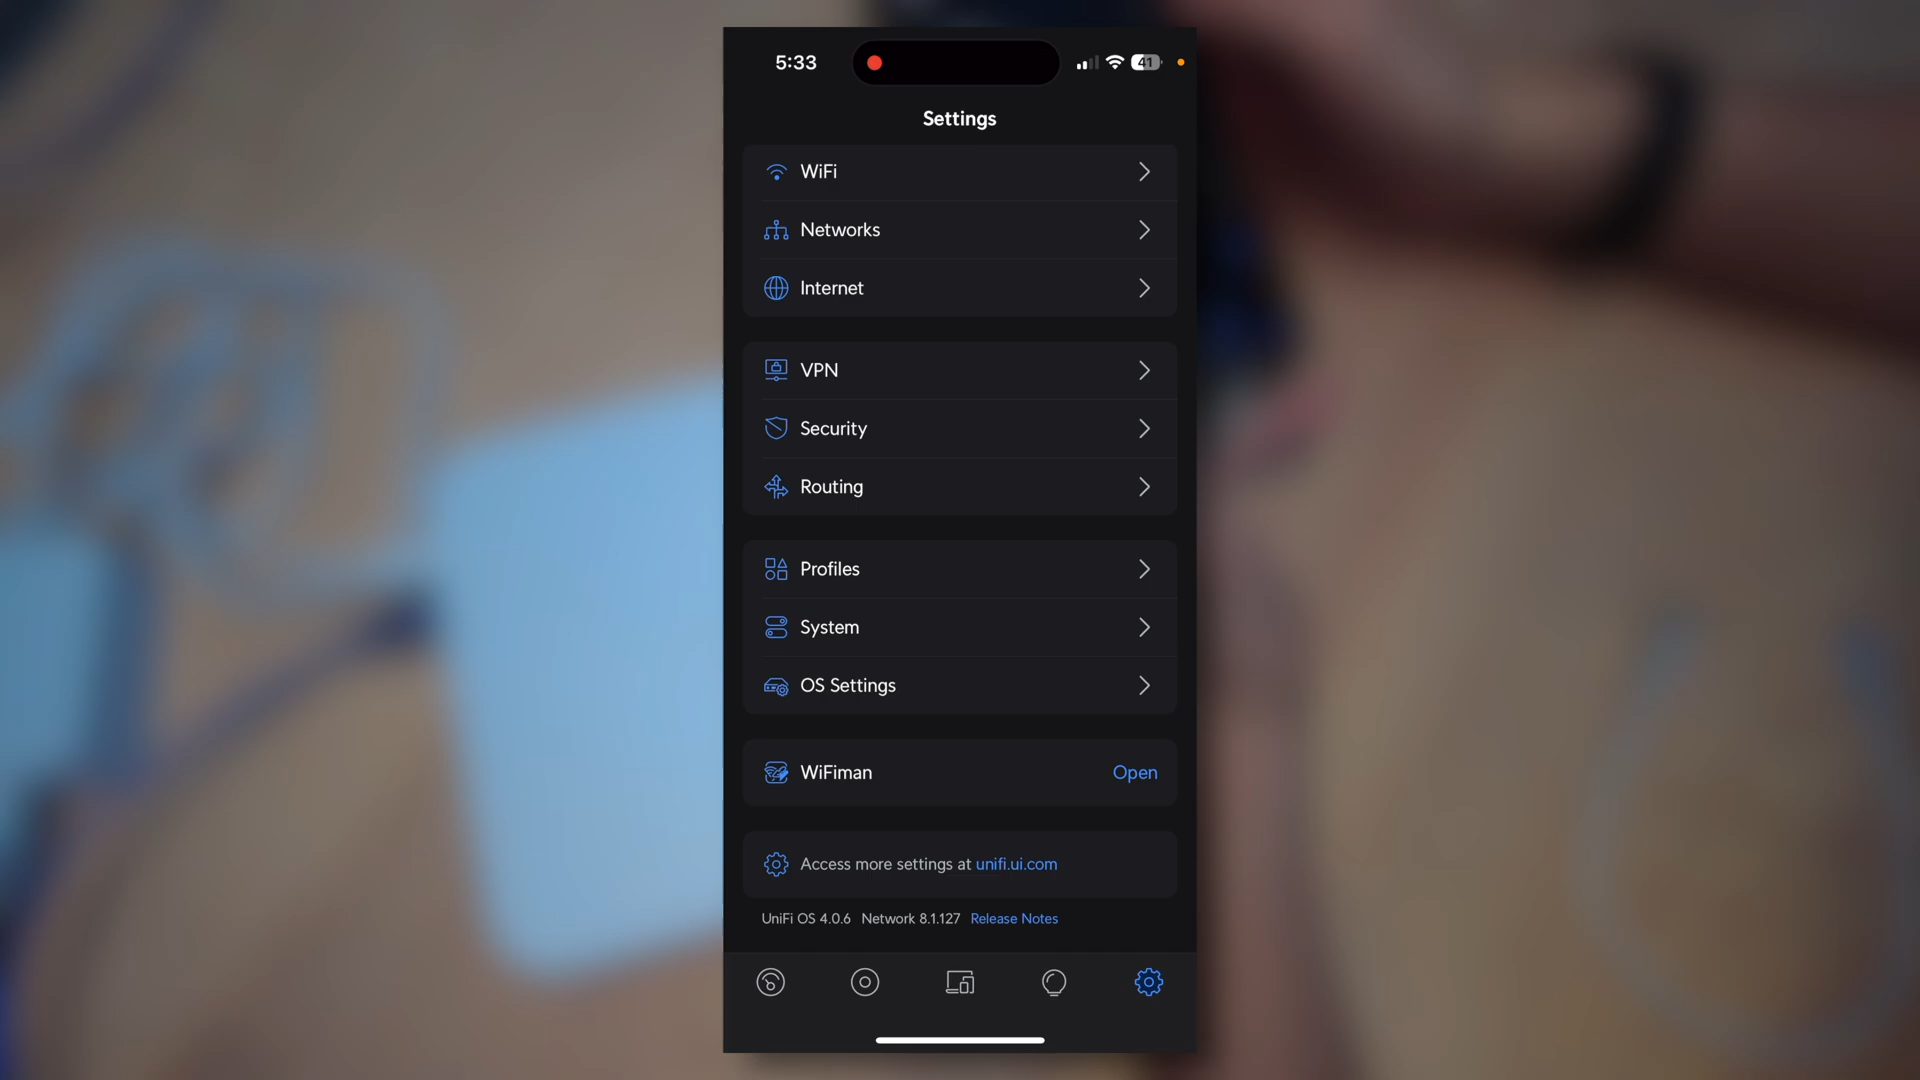 5:33
41
Settings
WiFi
Networks
Internet
VPN
Security
Routing
Profiles
System
OS Settings
WiFiman Open
Access more settings at unifi.ui.com
UniFi OS 4.0.6 Network 8.1.127 Release Notes